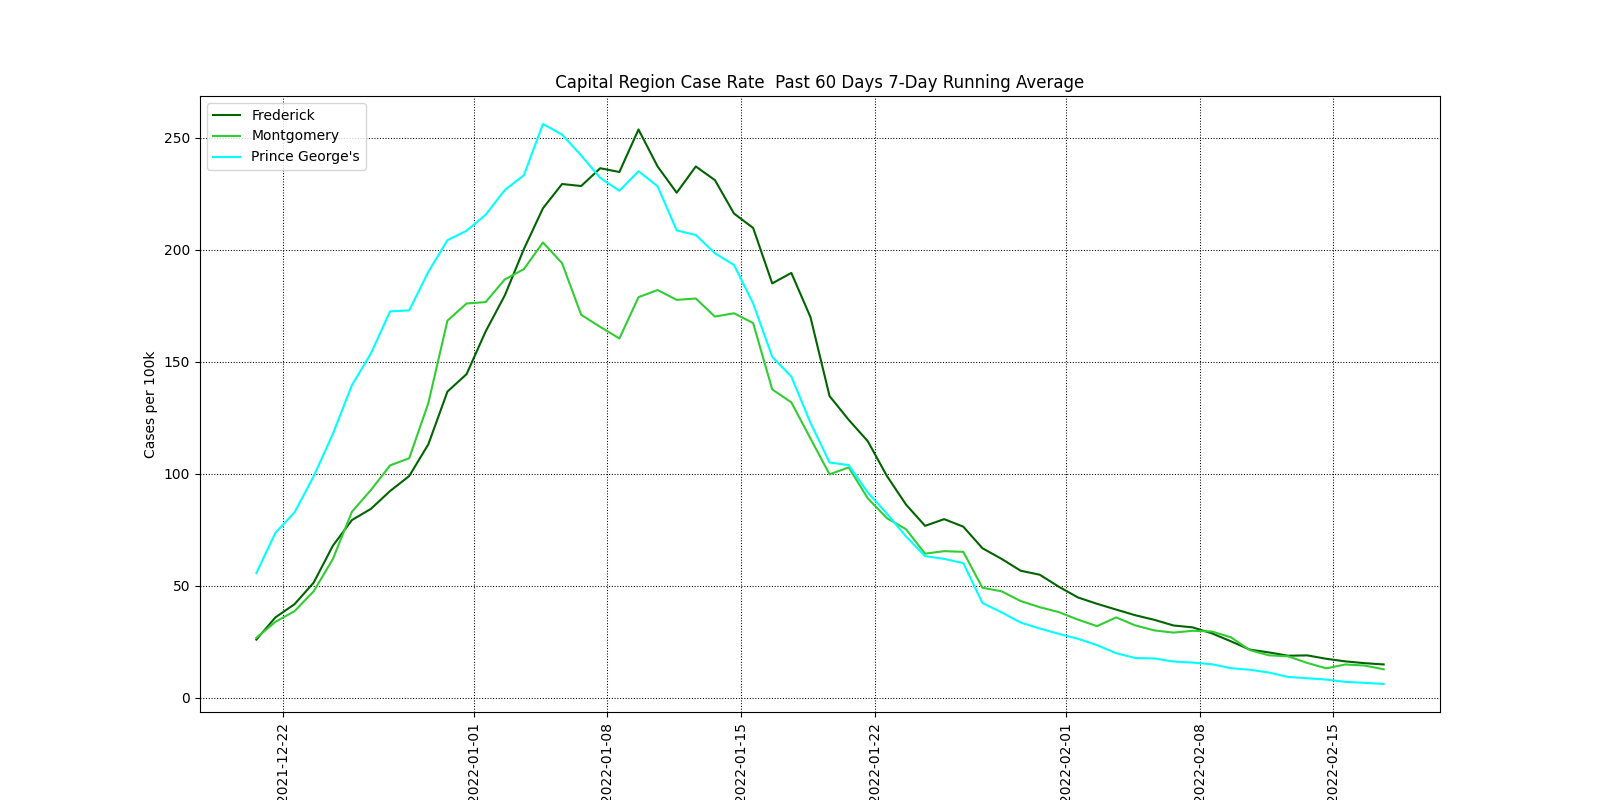 Capital Region Case Rate  Past 60 Days 7-Day Running Average
Frederick
Montgomery
Prince George's
250
200
150
100
50
0
Cases per 100k
2021-12-22
2022-01-01
2022-01-08
2022-01-15
2022-01-22
2022-02-01
2022-02-08
2022-02-15